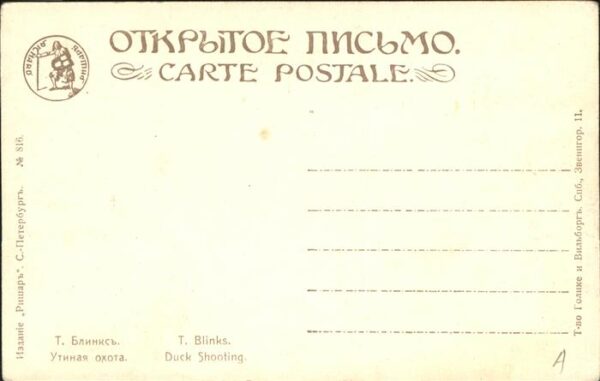 ОТКРЫТОЕ ПИСЬМО.
CARTE POSTALE.
RICHARD
Изданіе „Ришаръ". С.-Петербургъ. № 816.
Т. Блинксъ.
Утиная охота.
T. Blinks.
Duck Shooting.
Т-во Голике и Вильборгъ. Спб., Звенигор. 11.
А